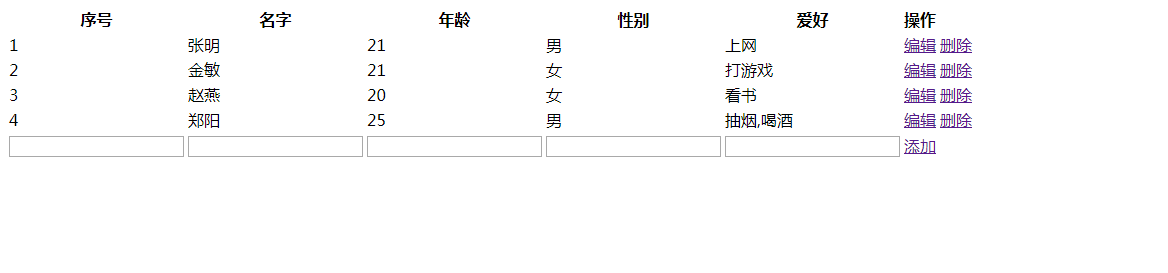 序号 名字 年龄 性别 爱好 操作
1 张明 21 男 上网 编辑 删除
2 金敏 21 女 打游戏 编辑 删除
3 赵燕 20 女 看书 编辑 删除
4 郑阳 25 男 抽烟,喝酒 编辑 删除
添加